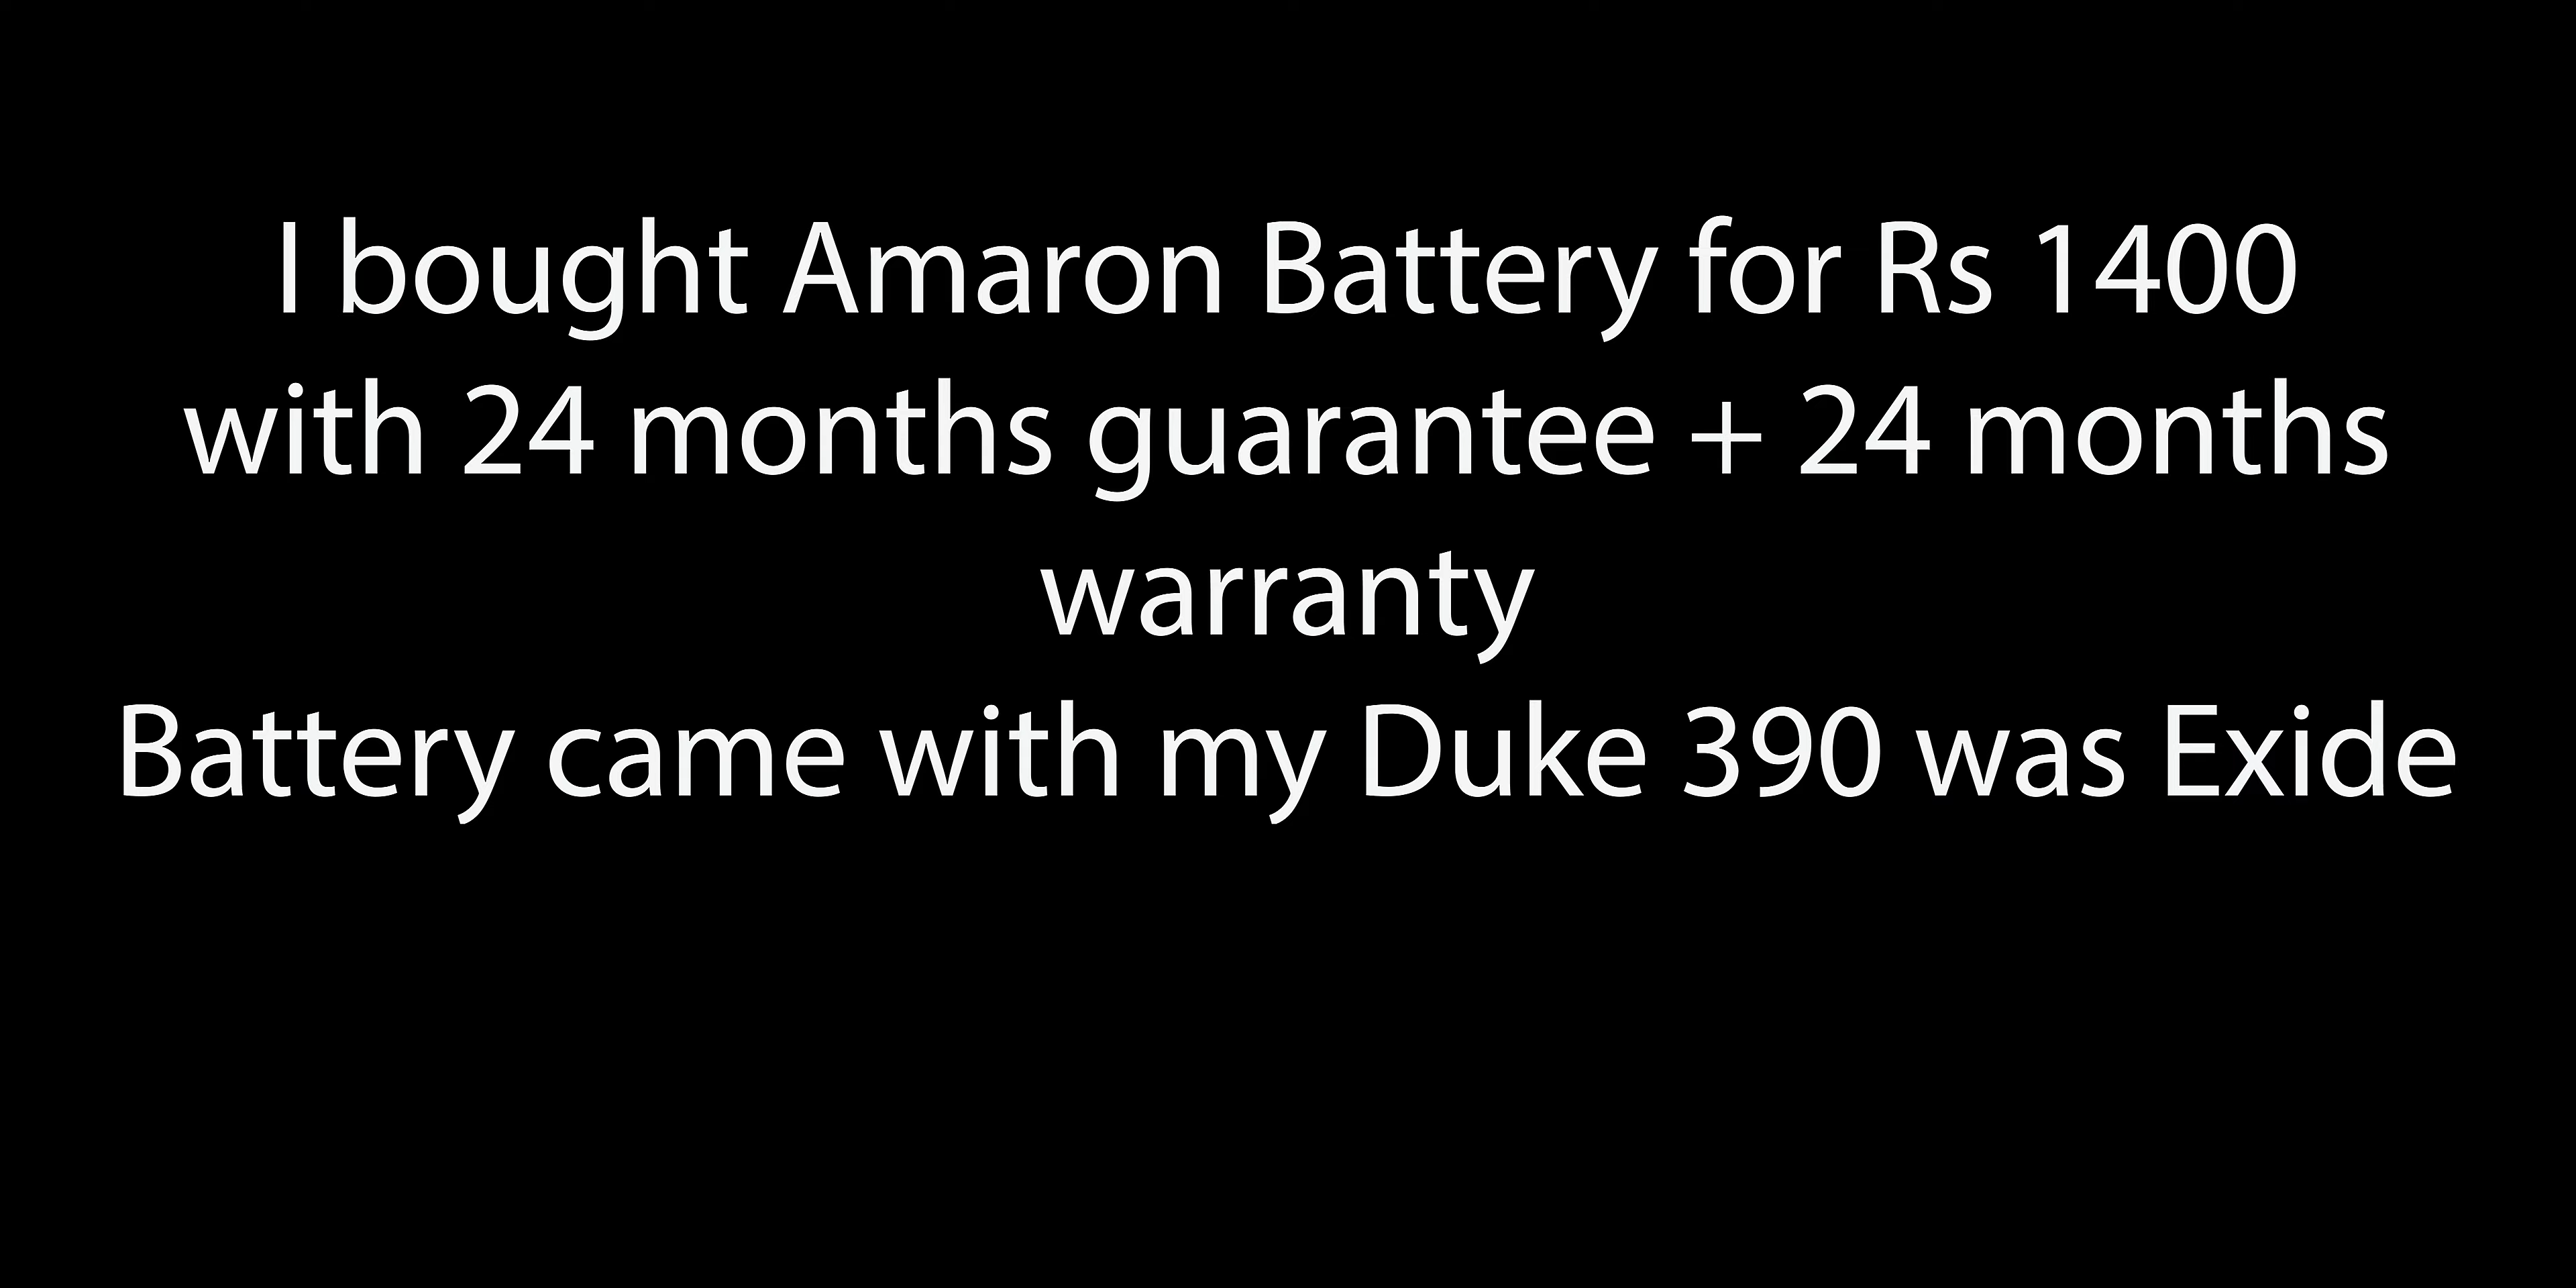 I bought Amaron Battery for Rs 1400
with 24 months guarantee + 24 months
warranty
Battery came with my Duke 390 was Exide